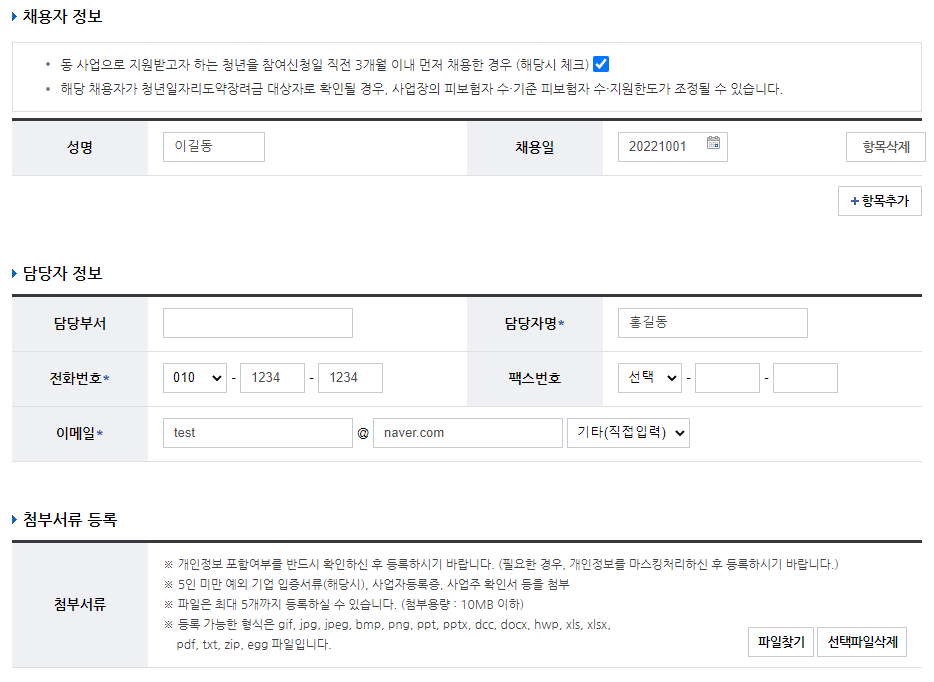 채용자 정보
동 사업으로 지원받고자 하는 청년을 참여신청일 직전 3개월 이내 먼저 채용한 경우 (해당시 체크)
해당 채용자가 청년일자리도약장려금 대상자로 확인될 경우, 사업장의 피보험자 수·기준 피보험자 수·지원한도가 조정될 수 있습니다.
성명 이길동 채용일 20221001 항목삭제
+항목추가
담당자 정보
담당부서 담당자명* 홍길동
전화번호* 010 - 1234 - 1234 팩스번호 선택 - -
이메일* test @ naver.com 기타(직접입력)
첨부서류 등록
※ 개인정보 포함여부를 반드시 확인하신 후 등록하시기 바랍니다. (필요한 경우, 개인정보를 마스킹처리하신 후 등록하시기 바랍니다.)
※ 5인 미만 예외 기업 입증서류(해당시), 사업자등록증, 사업주 확인서 등을 첨부
첨부서류
※ 파일은 최대 5개까지 등록하실 수 있습니다. (첨부용량 : 10MB 이하)
※ 등록 가능한 형식은 gif, jpg, jpeg, bmp, png, ppt, pptx, dcc, docx, hwp, xls, xlsx,
pdf, txt, zip, egg 파일입니다.
파일찾기 선택파일삭제